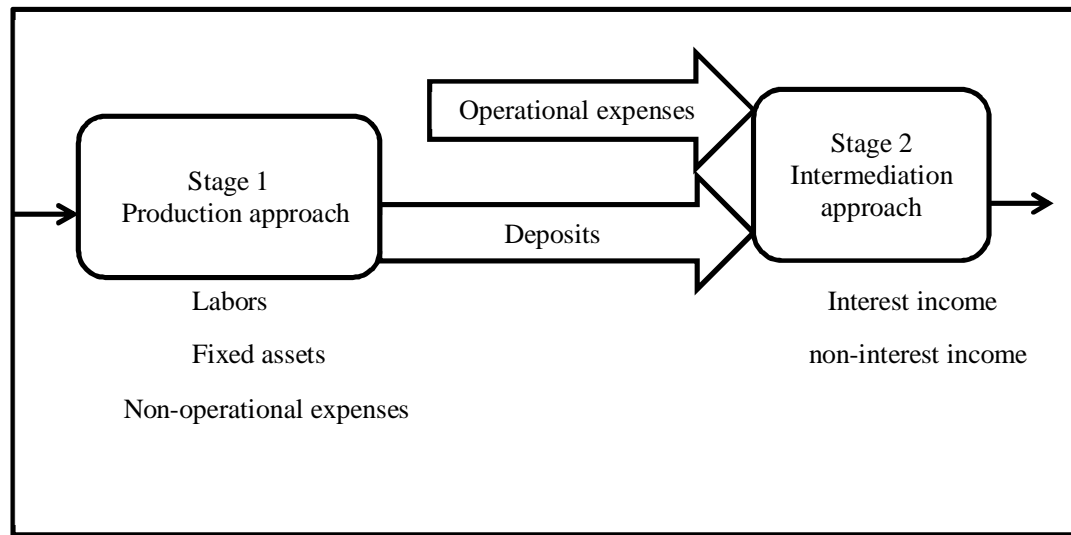 Operational expenses
Stage 1
Production approach
Stage 2
Intermediation
approach
Deposits
Labors
Fixed assets
Non-operational expenses
Interest income
non-interest income